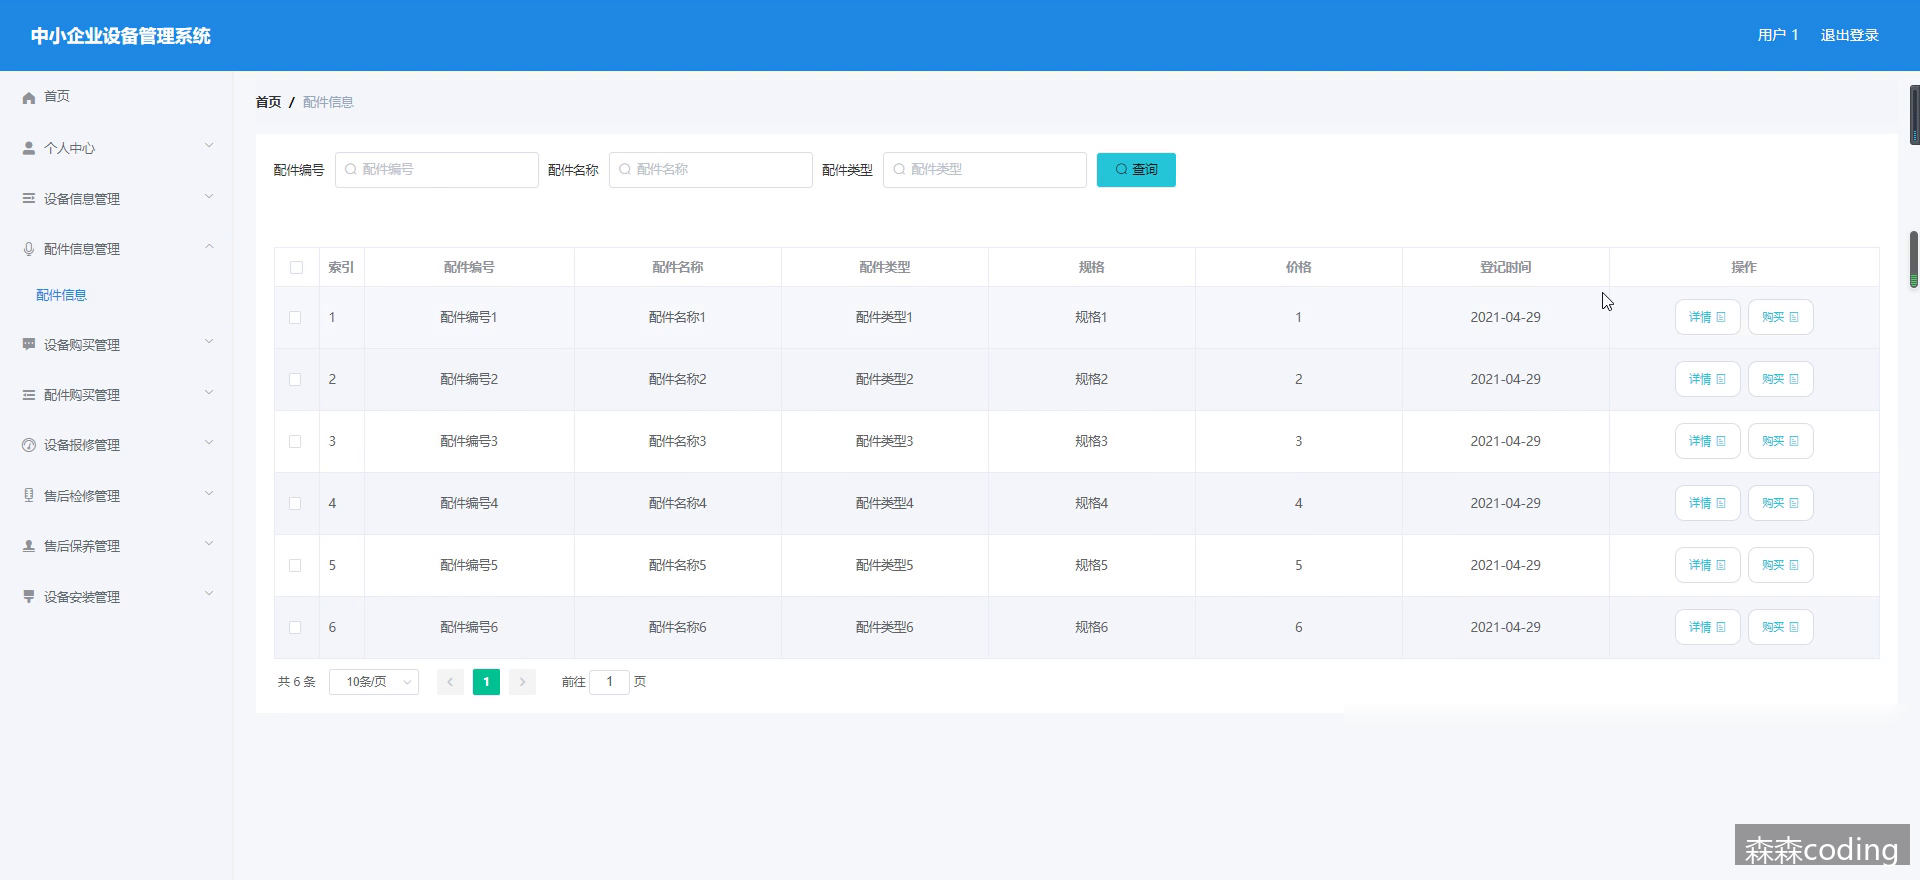 中小企业设备管理系统
用户 1 退出登录
首页
个人中心
设备信息管理
配件信息管理
配件信息
设备购买管理
配件购买管理
设备报修管理
售后检修管理
售后保养管理
设备安装管理
首页 / 配件信息
配件编号 配件编号 配件名称 配件名称 配件类型 配件类型 查询
索引 配件编号 配件名称 配件类型 规格 价格 登记时间 操作
1 配件编号1 配件名称1 配件类型1 规格1 1 2021-04-29 详情 购买
2 配件编号2 配件名称2 配件类型2 规格2 2 2021-04-29 详情 购买
3 配件编号3 配件名称3 配件类型3 规格3 3 2021-04-29 详情 购买
4 配件编号4 配件名称4 配件类型4 规格4 4 2021-04-29 详情 购买
5 配件编号5 配件名称5 配件类型5 规格5 5 2021-04-29 详情 购买
6 配件编号6 配件名称6 配件类型6 规格6 6 2021-04-29 详情 购买
共 6 条 10条/页 1 前往 1 页
森森coding